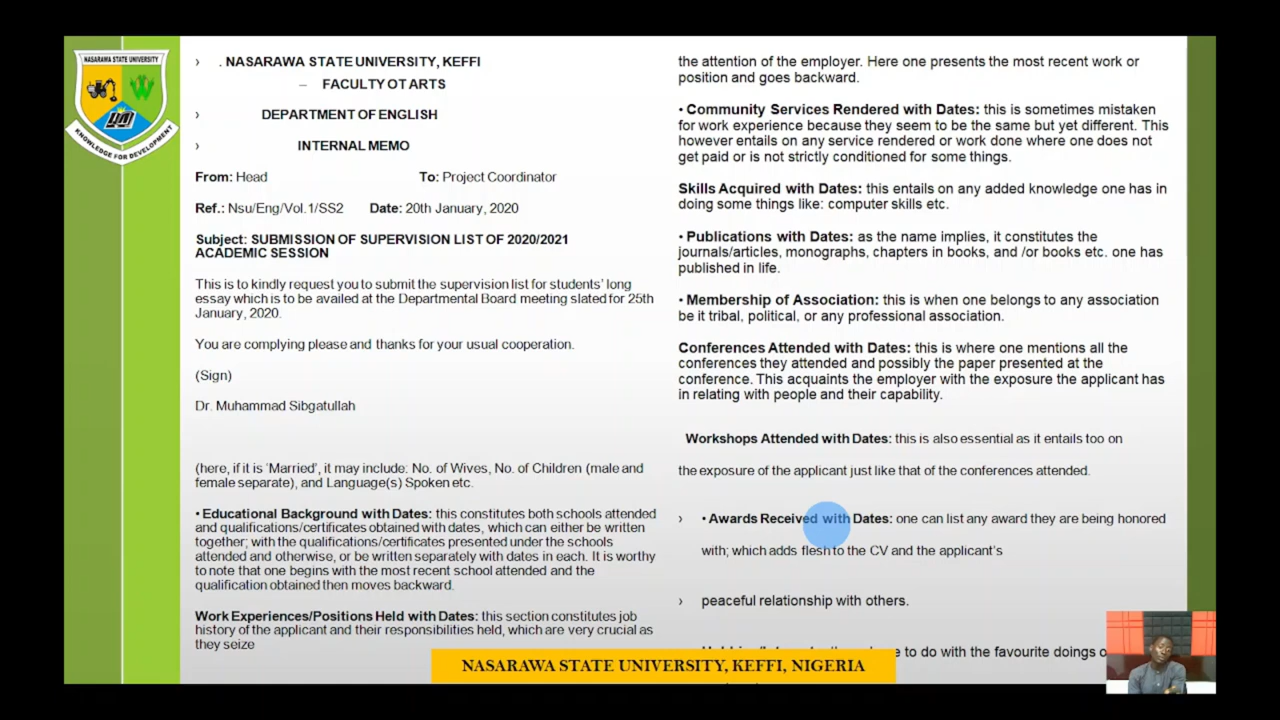 NASARAWA STATE UNIVERSITY
KNOWLEDGE FOR DEVELOPMENT
› . NASARAWA STATE UNIVERSITY, KEFFI
– FACULTY OT ARTS
› DEPARTMENT OF ENGLISH
› INTERNAL MEMO
From: Head To: Project Coordinator
Ref.: Nsu/Eng/Vol.1/SS2 Date: 20th January, 2020
Subject: SUBMISSION OF SUPERVISION LIST OF 2020/2021
ACADEMIC SESSION
This is to kindly request you to submit the supervision list for students' long
essay which is to be availed at the Departmental Board meeting slated for 25th
January, 2020.
You are complying please and thanks for your usual cooperation.
(Sign)
Dr. Muhammad Sibgatullah
(here, if it is 'Married', it may include: No. of Wives, No. of Children (male and
female separate), and Language(s) Spoken etc.
• Educational Background with Dates: this constitutes both schools attended
and qualifications/certificates obtained with dates, which can either be written
together; with the qualifications/certificates presented under the schools
attended and otherwise, or be written separately with dates in each. It is worthy
to note that one begins with the most recent school attended and the
qualification obtained then moves backward.
Work Experiences/Positions Held with Dates: this section constitutes job
history of the applicant and their responsibilities held, which are very crucial as
they seize
the attention of the employer. Here one presents the most recent work or
position and goes backward.
• Community Services Rendered with Dates: this is sometimes mistaken
for work experience because they seem to be the same but yet different. This
however entails on any service rendered or work done where one does not
get paid or is not strictly conditioned for some things.
Skills Acquired with Dates: this entails on any added knowledge one has in
doing some things like: computer skills etc.
• Publications with Dates: as the name implies, it constitutes the
journals/articles, monographs, chapters in books, and /or books etc. one has
published in life.
• Membership of Association: this is when one belongs to any association
be it tribal, political, or any professional association.
Conferences Attended with Dates: this is where one mentions all the
conferences they attended and possibly the paper presented at the
conference. This acquaints the employer with the exposure the applicant has
in relating with people and their capability.
Workshops Attended with Dates: this is also essential as it entails too on
the exposure of the applicant just like that of the conferences attended.
› • Awards Received with Dates: one can list any award they are being honored
with; which adds flesh to the CV and the applicant's
› peaceful relationship with others.
to do with the favourite doings
NASARAWA STATE UNIVERSITY, KEFFI, NIGERIA